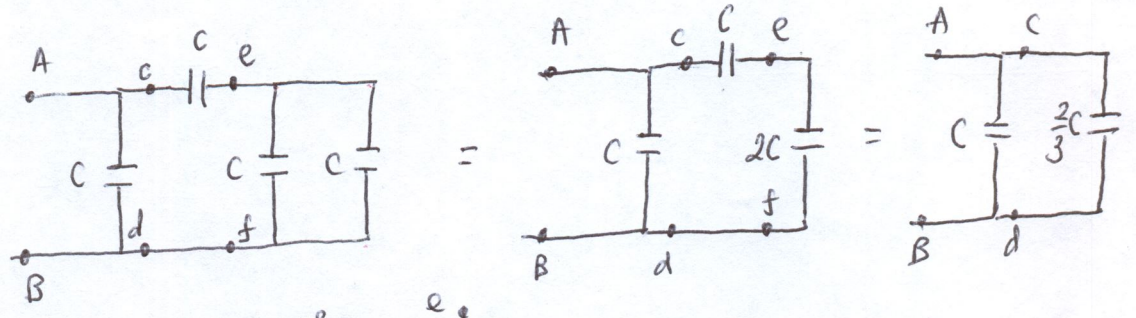 A c C e C C C d f B
=
A c C e C 2C f B d
=
A C C 2/3 C B d
e